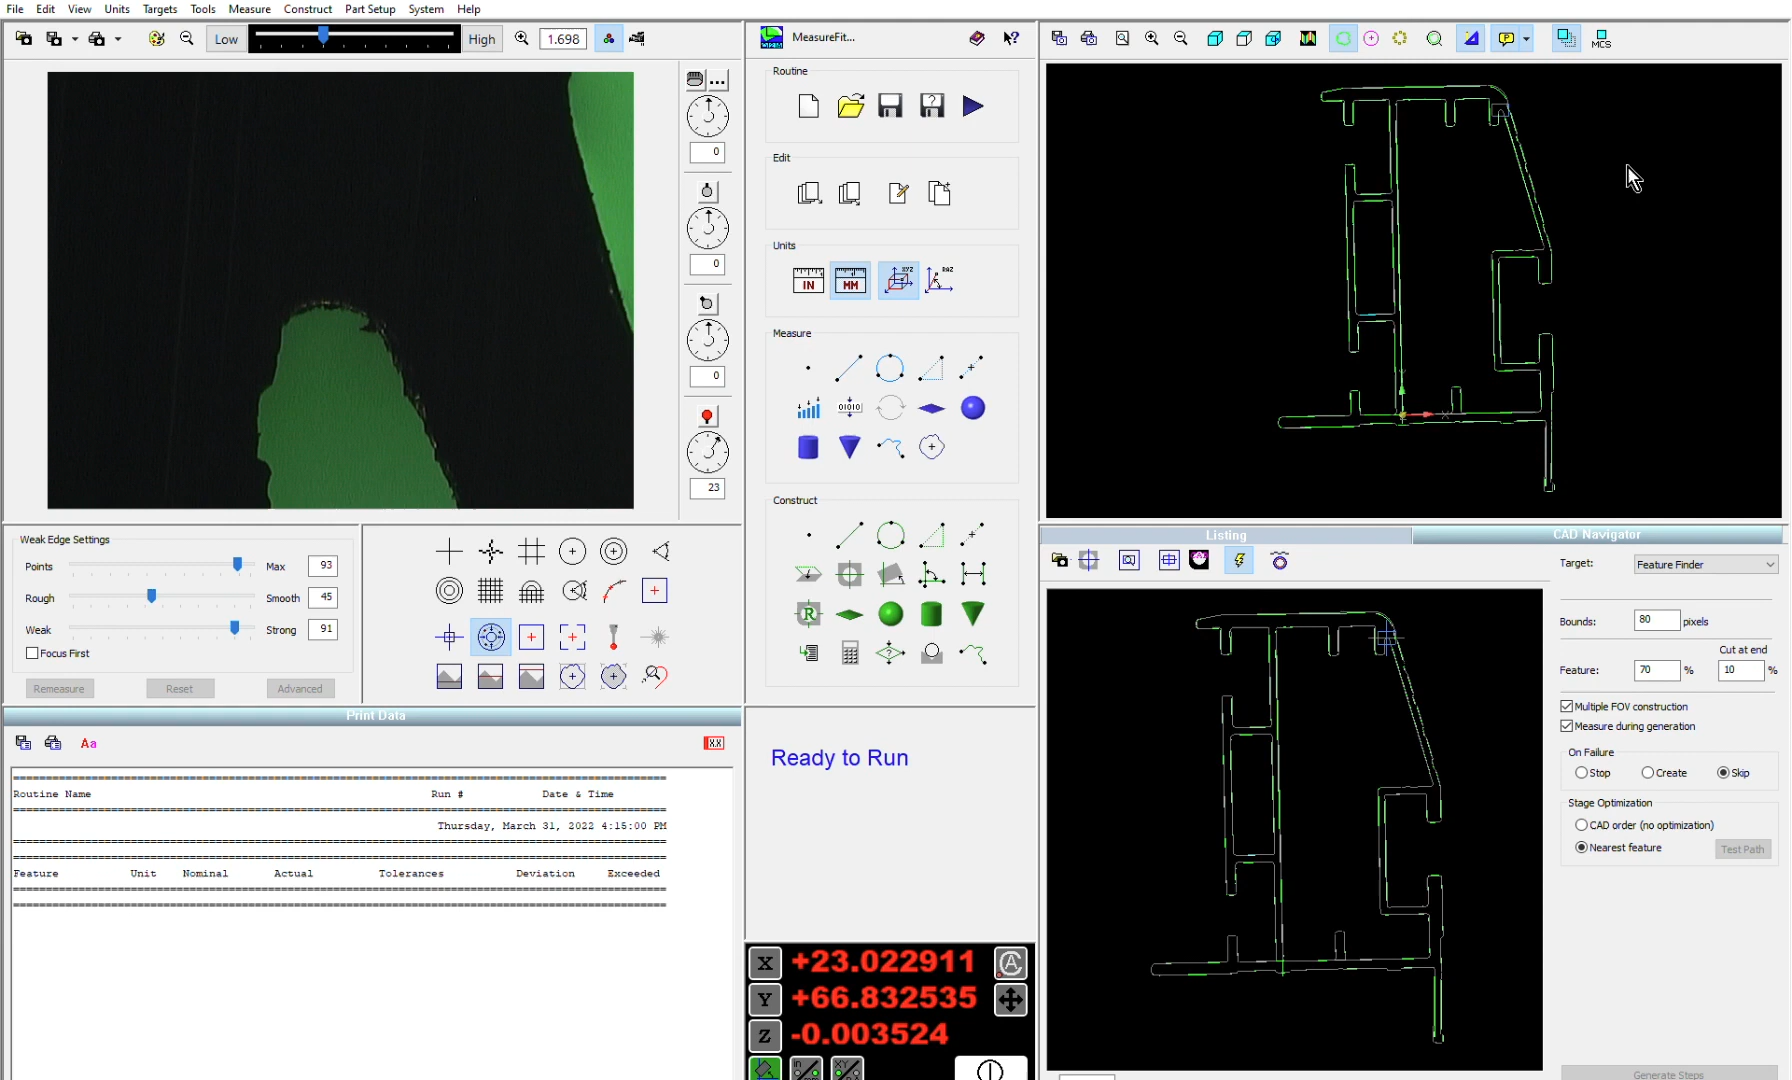 File Edit View Units Targets Tools Measure Construct Part Setup System Help
Low High 1.698
MeasureFit...
MCS
Routine
Edit
Units
IN MM XYZ RAZ
Measure
01010
Construct
R
0
0
0
23
Weak Edge Settings
Points Max 93
Rough Smooth 45
Weak Strong 91
Focus First
Remeasure Reset Advanced
Print Data
Aa X.X
Routine Name Run # Date & Time
Thursday, March 31, 2022 4:15:00 PM
Feature Unit Nominal Actual Tolerances Deviation Exceeded
Ready to Run
X +23.022911
Y +66.832535
Z -0.003524
Listing CAD Navigator
Target: Feature Finder
Bounds: 80 pixels
Cut at end
Feature: 70 % 10 %
Multiple FOV construction
Measure during generation
On Failure
Stop Create Skip
Stage Optimization
CAD order (no optimization)
Nearest feature Test Path
Generate Steps